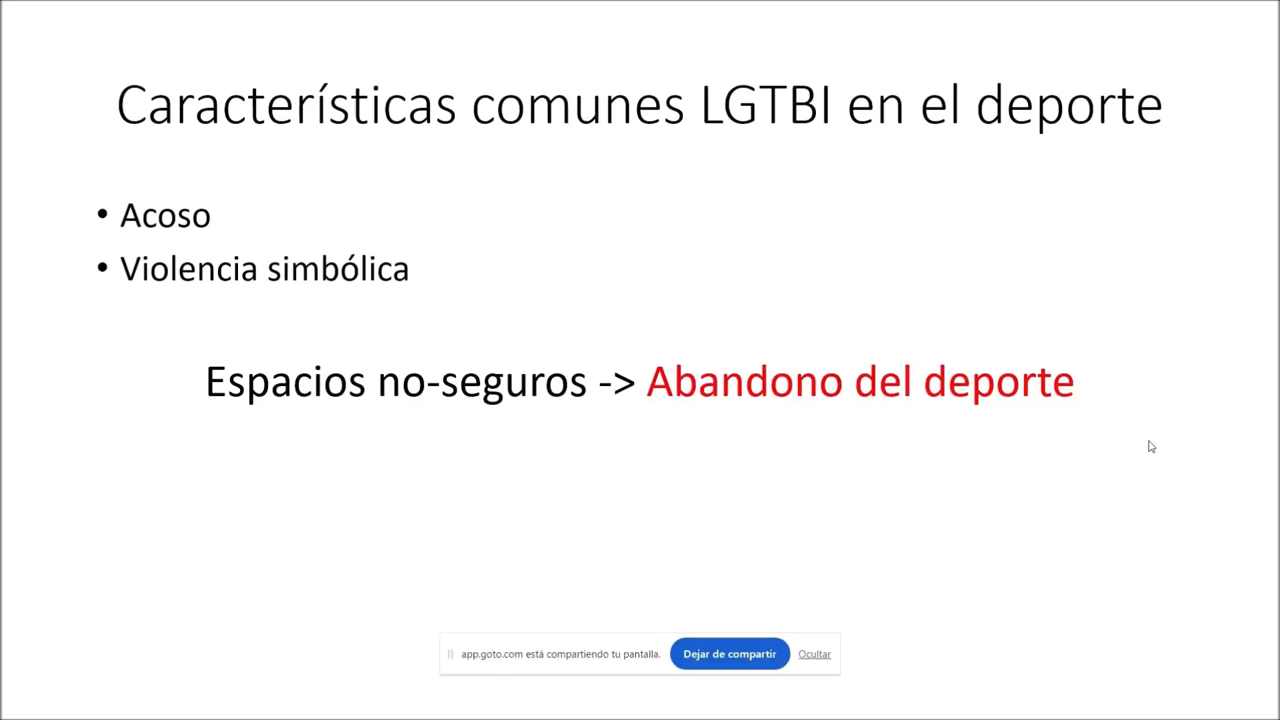 Características comunes LGTBI en el deporte
• Acoso
• Violencia simbólica
Espacios no-seguros -> Abandono del deporte
app.goto.com está compartiendo tu pantalla. Dejar de compartir Ocultar